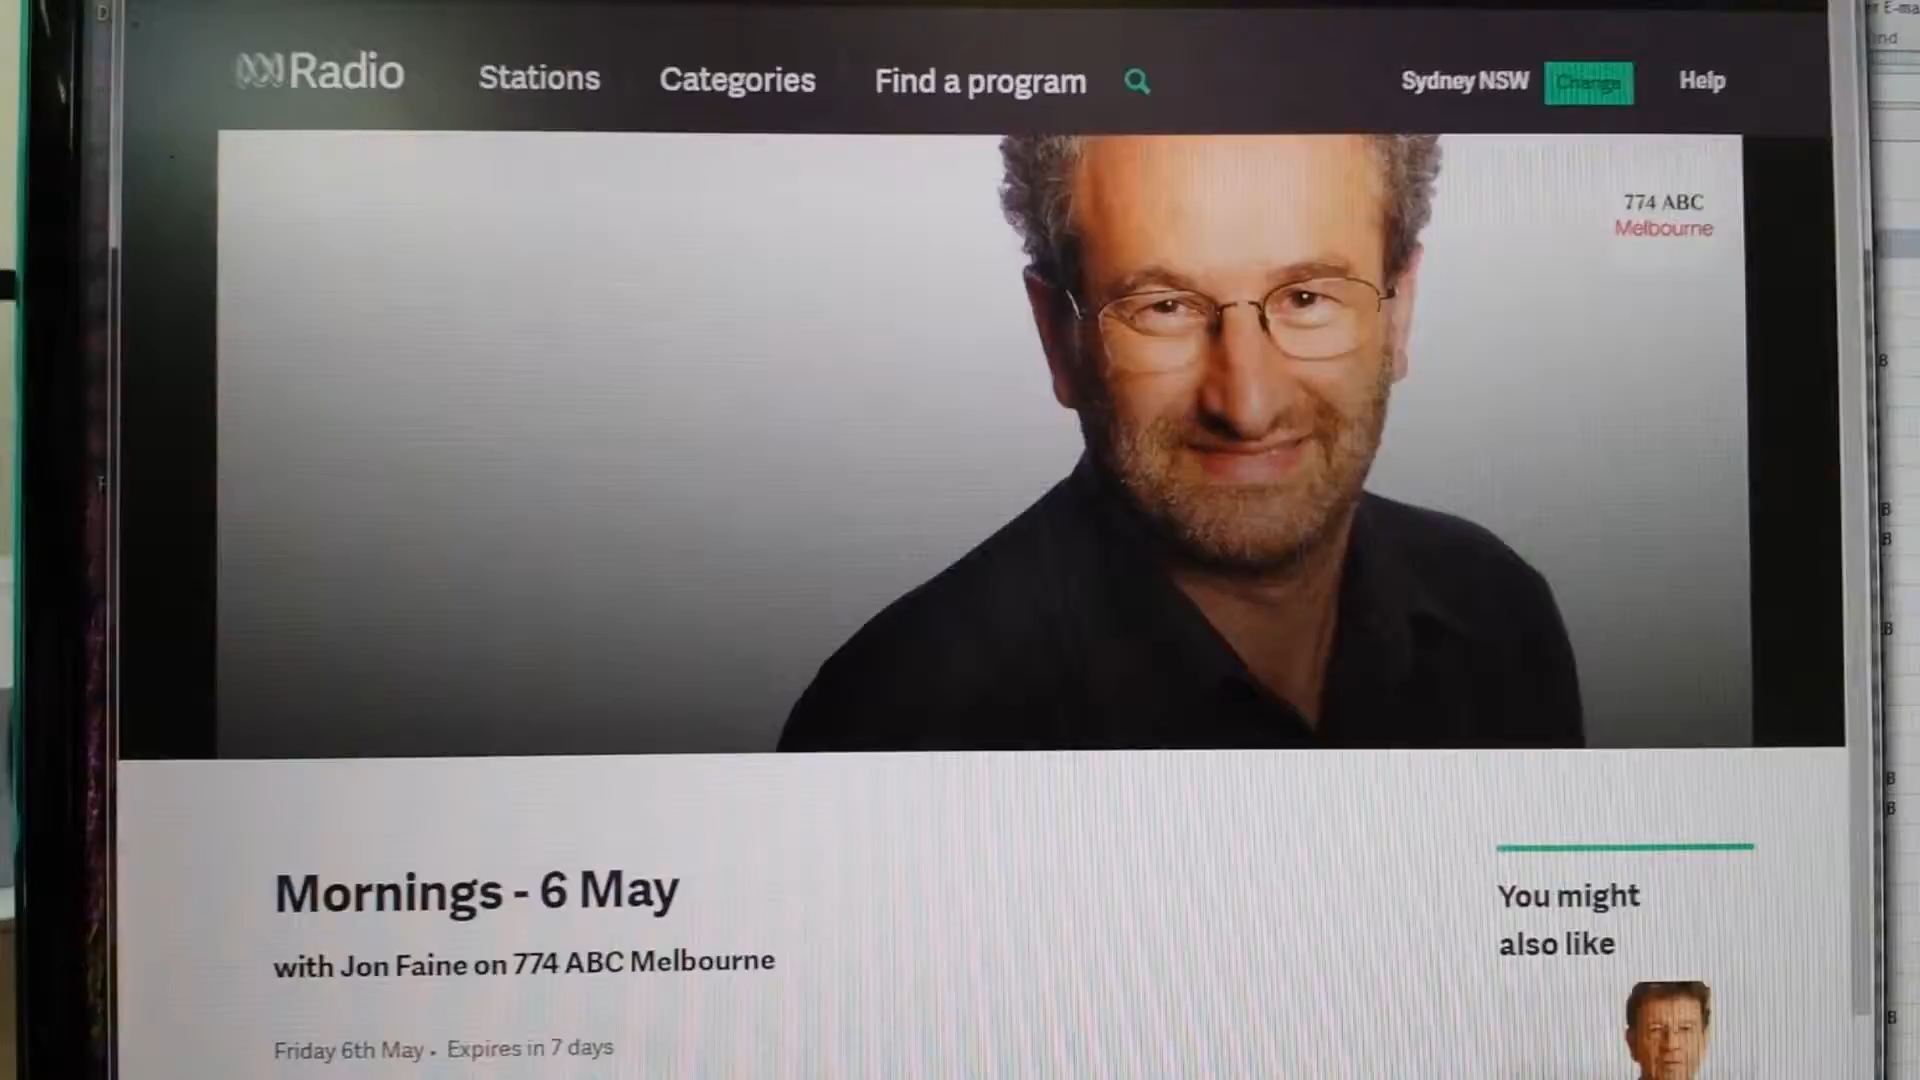 Radio
Stations
Categories
Find a program
Sydney NSW
Change
Help
774 ABC
Melbourne
Mornings - 6 May
with Jon Faine on 774 ABC Melbourne
Friday 6th May • Expires in 7 days
You might
also like